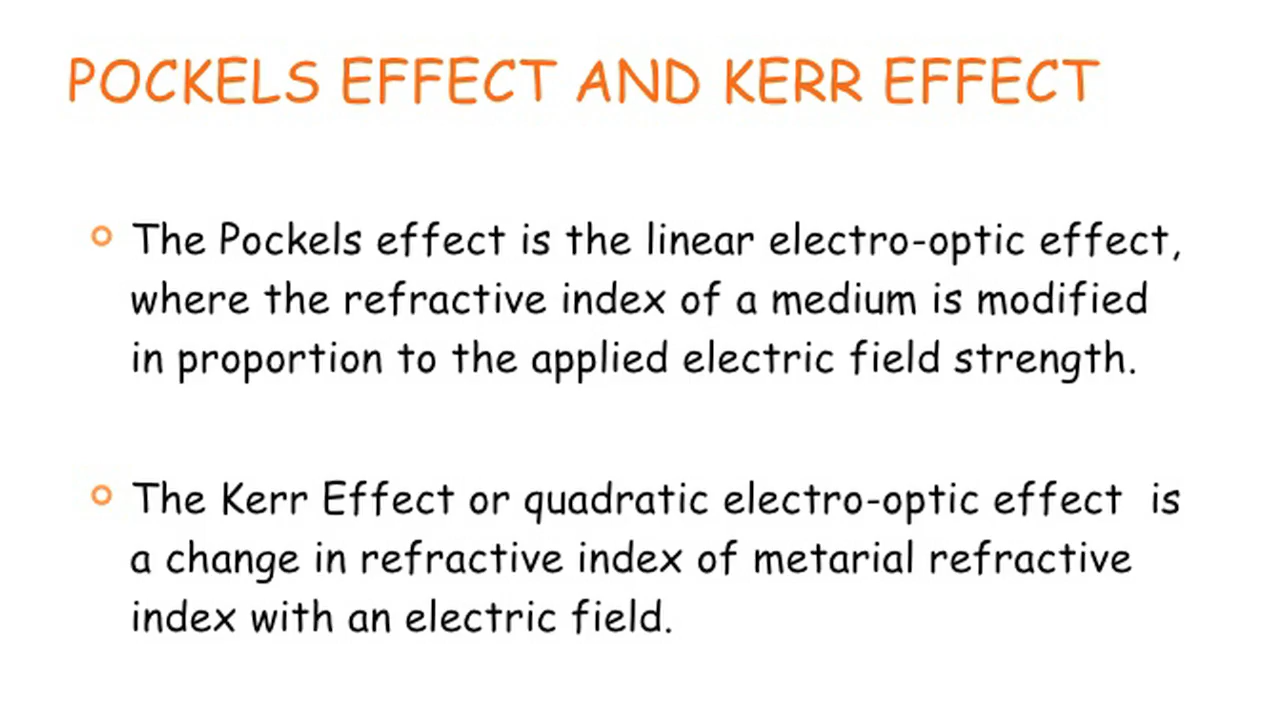 POCKELS EFFECT AND KERR EFFECT
The Pockels effect is the linear electro-optic effect,
where the refractive index of a medium is modified
in proportion to the applied electric field strength.
The Kerr Effect or quadratic electro-optic effect is
a change in refractive index of metarial refractive
index with an electric field.